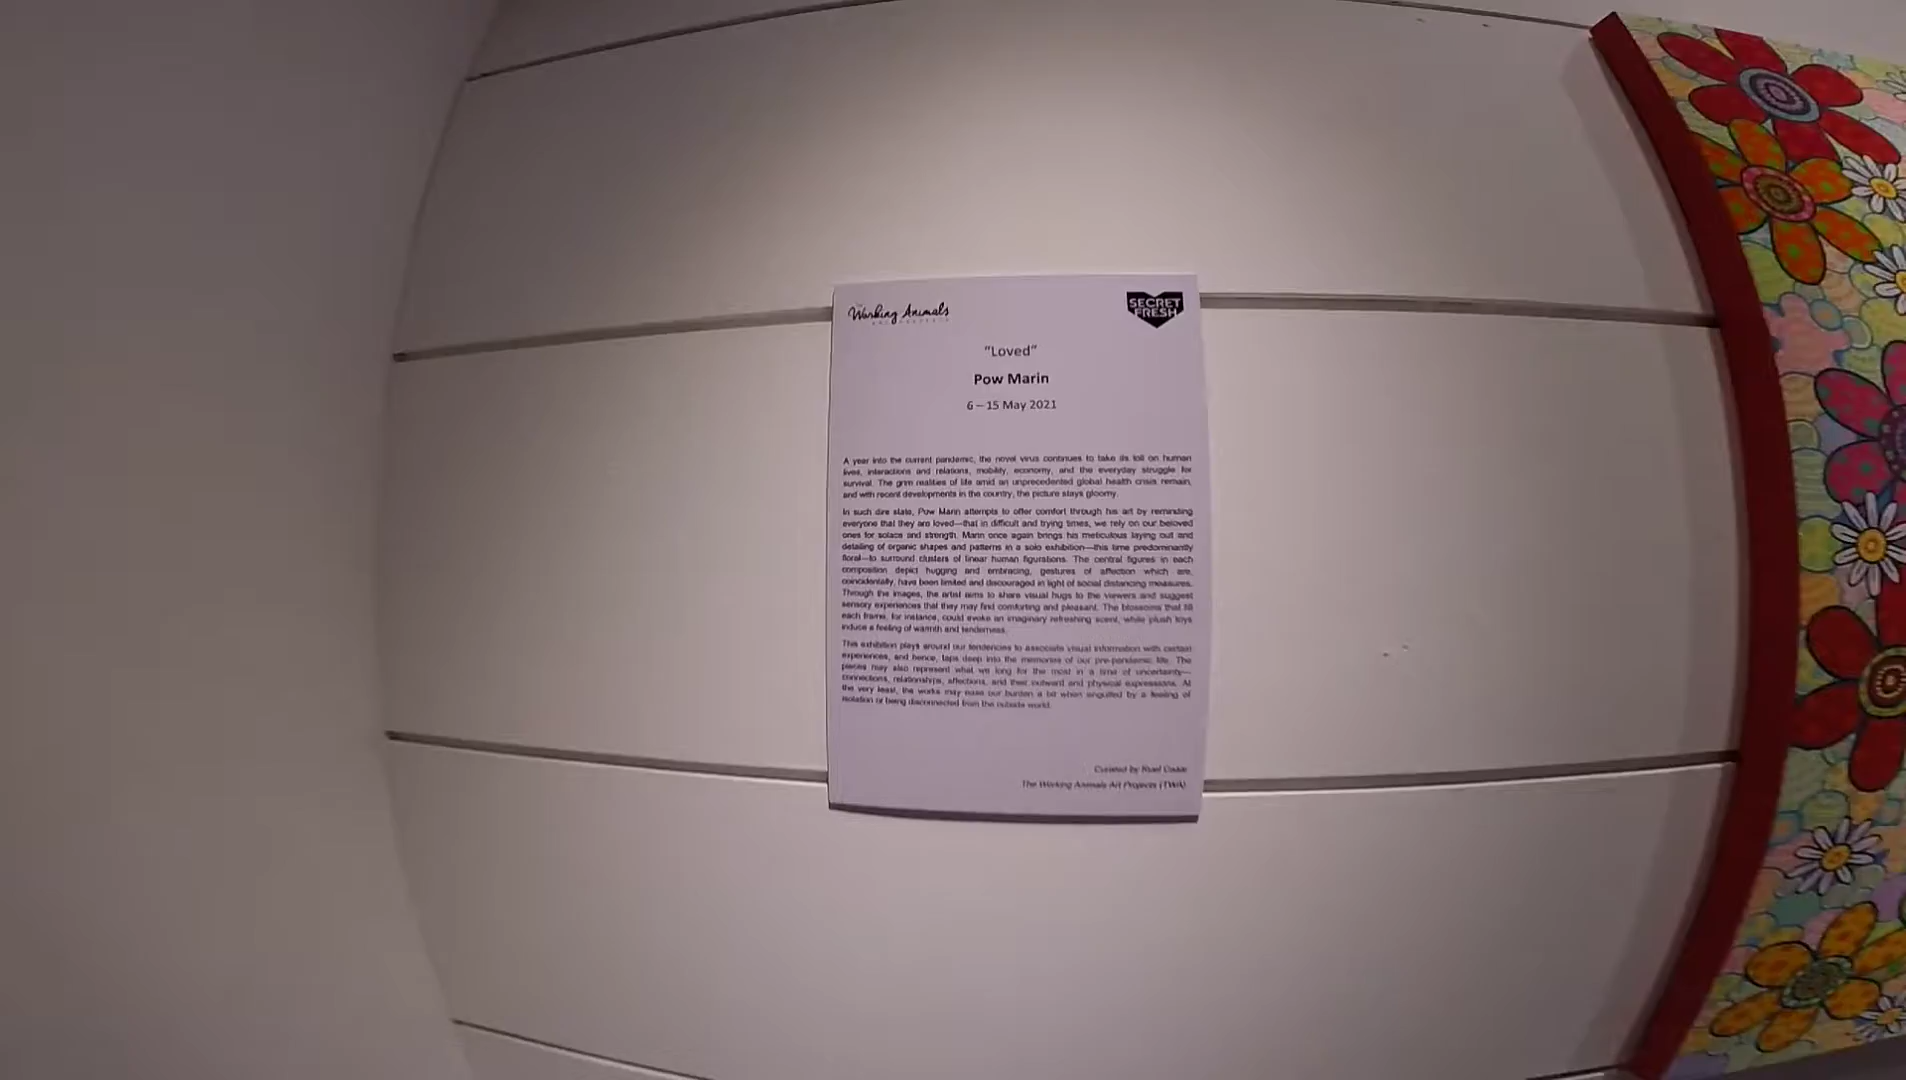 Working Animals
SECRET
FRESH
“Loved”
Pow Marin
6 – 15 May 2021
A year into the current pandemic, the novel virus continues to take its toll on human
lives, interactions and relations, mobility, economy, and the everyday struggle for
survival. The grim realities of life amid an unprecedented global health crisis remain,
and with recent developments in the country, the picture stays gloomy.
In such dire state, Pow Marin attempts to offer comfort through his art by reminding
everyone that they are loved—that in difficult and trying times, we rely on our beloved
ones for solace and strength. Marin once again brings his meticulous laying out and
detailing of organic shapes and patterns in a solo exhibition—this time predominantly
floral—to surround clusters of linear human figurations. The central figures in each
composition depict hugging and embracing, gestures of affection which are,
coincidentally, have been limited and discouraged in light of social distancing measures.
Through the images, the artist aims to share visual hugs to the viewers and suggest
sensory experiences that they may find comforting and pleasant. The blossoms that fill
each frame, for instance, could evoke an imaginary refreshing scent, while plush toys
induce a feeling of warmth and tenderness.
This exhibition plays around our tendencies to associate visual information with certain
experiences, and hence, taps deep into the memories of our pre-pandemic life. The
pieces may also represent what we long for the most in a time of uncertainty—
connections, relationships, affections, and their outward and physical expressions. At
the very least, the works may ease our burden a bit when engulfed by a feeling of
isolation or being disconnected from the outside world.
Curated by Ruel
The Working Animals Art Projects (TWA)